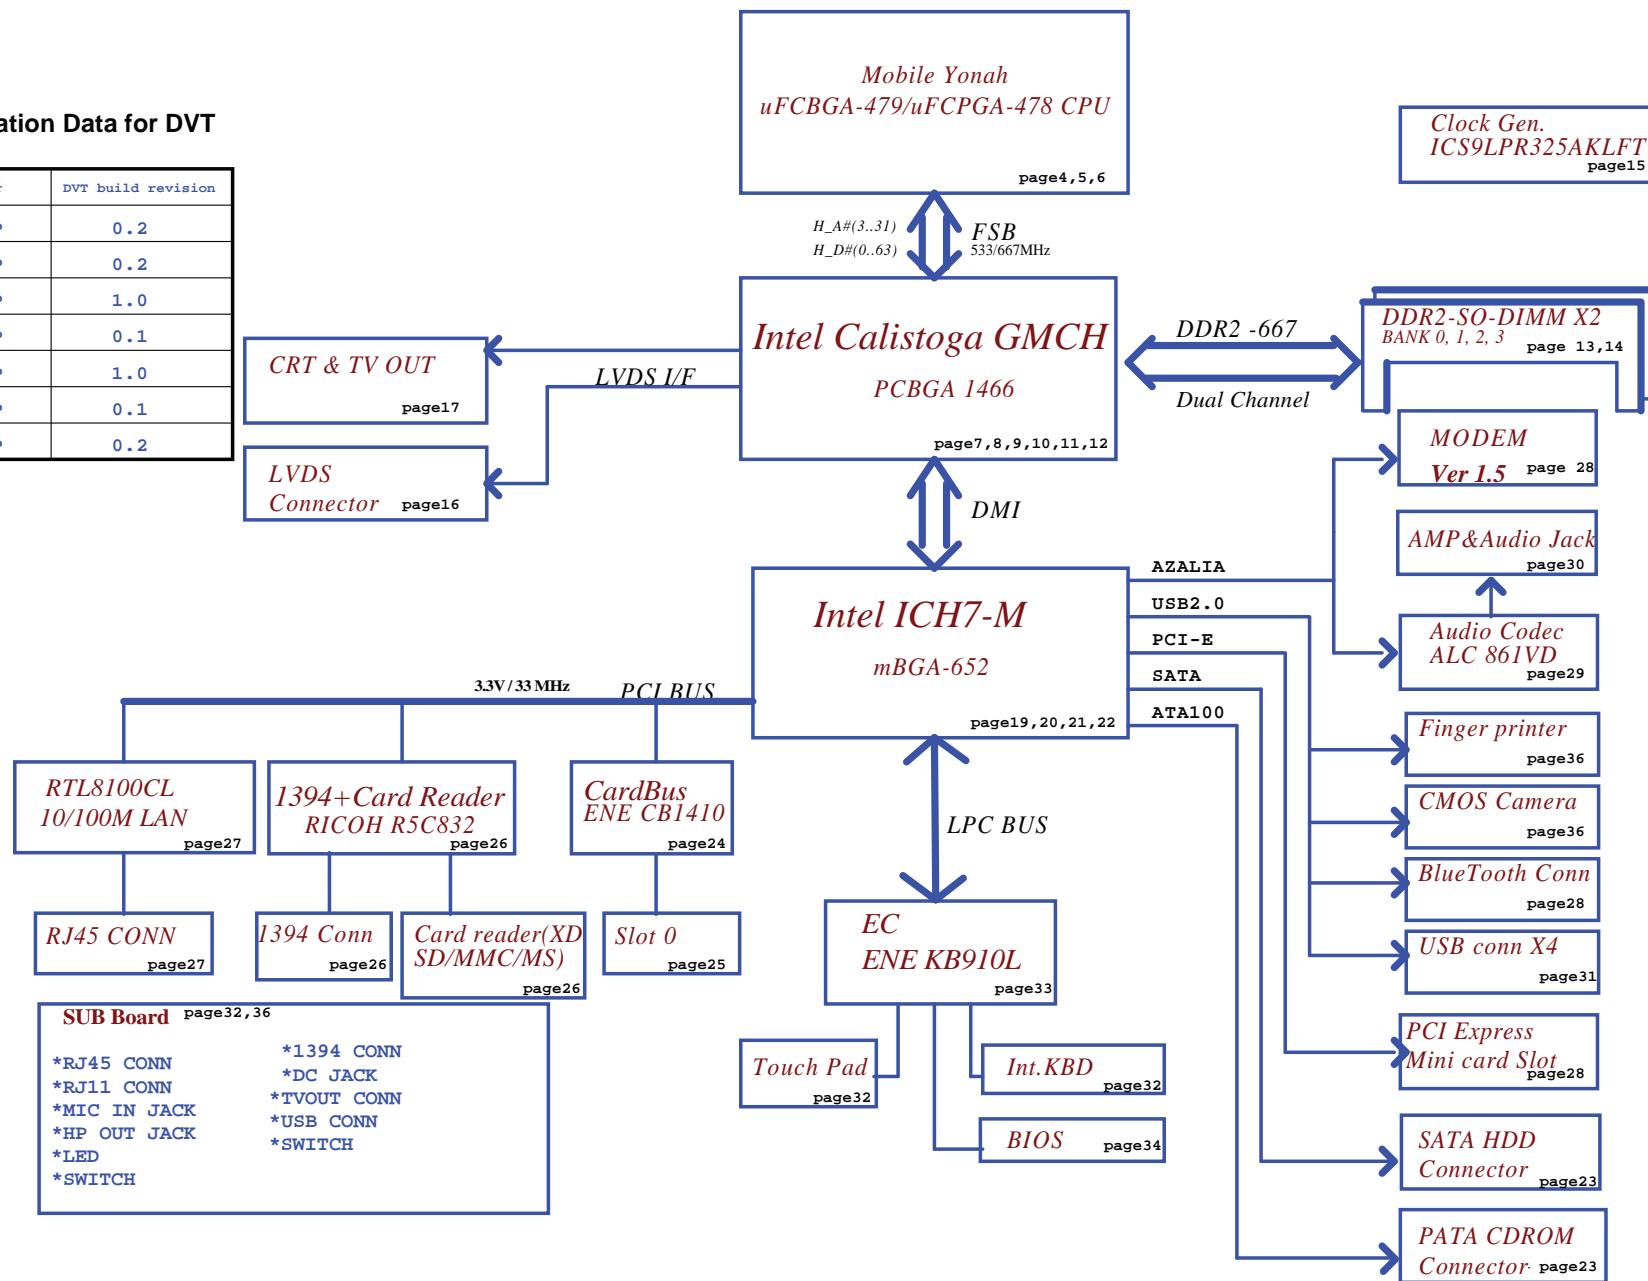 Mobile Yonah
uFCBGA-479/uFCPGA-478 CPU
page4,5,6
Clock Gen.
ICS9LPR325AKLFT
page15
ation Data for DVT
DVT build revision
0.2
0.2
1.0
0.1
1.0
0.1
0.2
H_A#(3..31)
H_D#(0..63)
FSB
533/667MHz
Intel Calistoga GMCH
PCBGA 1466
page7,8,9,10,11,12
DDR2 -667
Dual Channel
DDR2-SO-DIMM X2
BANK 0, 1, 2, 3
page 13,14
CRT & TV OUT
page17
LVDS I/F
LVDS
Connector
page16
MODEM
Ver 1.5
page 28
AMP&Audio Jack
page30
Audio Codec
ALC 861VD
page29
DMI
Intel ICH7-M
mBGA-652
page19,20,21,22
AZALIA
USB2.0
PCI-E
SATA
ATA100
3.3V / 33 MHz
PCI BUS
RTL8100CL
10/100M LAN
page27
1394+Card Reader
RICOH R5C832
page26
CardBus
ENE CB1410
page24
LPC BUS
Finger printer
page36
CMOS Camera
page36
BlueTooth Conn
page28
USB conn X4
page31
RJ45 CONN
page27
1394 Conn
page26
Card reader(XD
SD/MMC/MS)
page26
Slot 0
page25
EC
ENE KB910L
page33
SUB Board page32,36
*RJ45 CONN
*RJ11 CONN
*MIC IN JACK
*HP OUT JACK
*LED
*SWITCH
*1394 CONN
*DC JACK
*TVOUT CONN
*USB CONN
*SWITCH
Touch Pad
page32
Int.KBD
page32
BIOS
page34
PCI Express
Mini card Slot
page28
SATA HDD
Connector
page23
PATA CDROM
Connector
page23